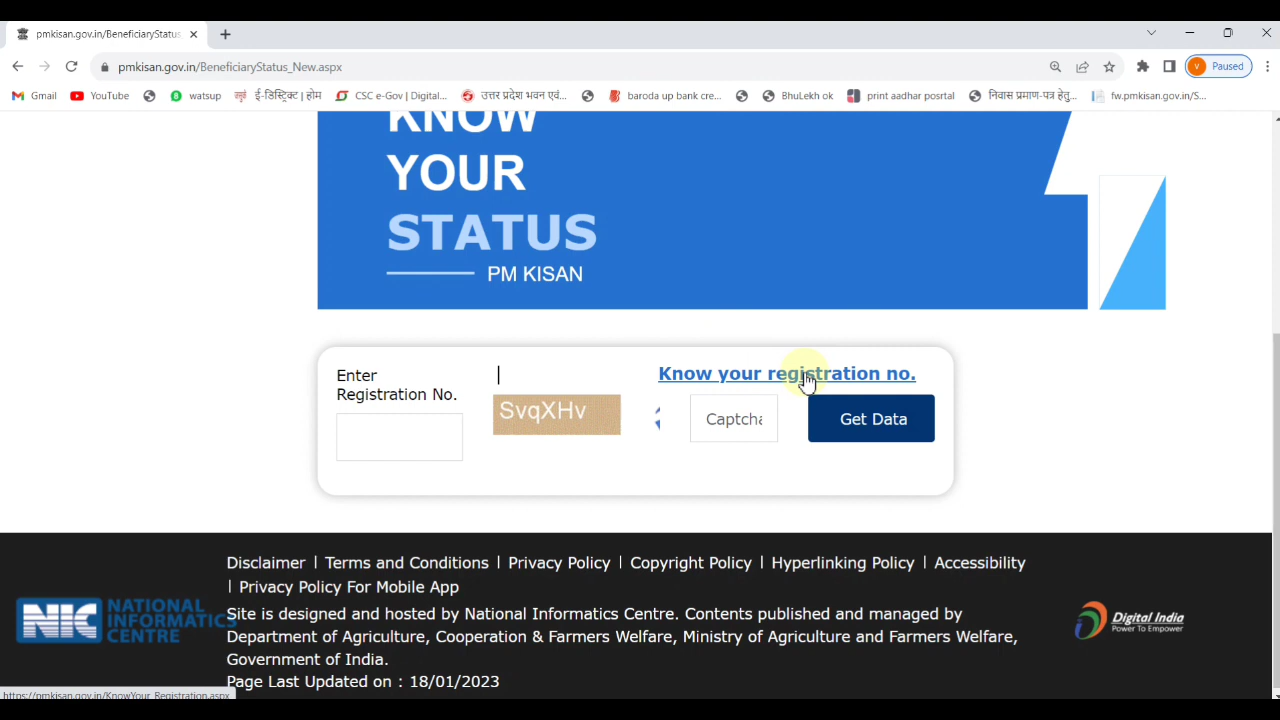 pmkisan.gov.in/BeneficiaryStatus
pmkisan.gov.in/BeneficiaryStatus_New.aspx
V Paused
Gmail YouTube watsup ई-डिस्ट्रिक्ट | होम CSC e-Gov | Digital... उत्तर प्रदेश भवन एवं... baroda up bank cre... BhuLekh ok print aadhar posrtal निवास प्रमाण-पत्र हेतु... fw.pmkisan.gov.in/S...
KNOW
YOUR
STATUS
PM KISAN
Enter
Registration No.
Know your registration no.
SvqXHv
Captcha
Get Data
Disclaimer | Terms and Conditions | Privacy Policy | Copyright Policy | Hyperlinking Policy | Accessibility
| Privacy Policy For Mobile App
NIC NATIONAL
INFORMATICS
CENTRE
Site is designed and hosted by National Informatics Centre. Contents published and managed by
Department of Agriculture, Cooperation & Farmers Welfare, Ministry of Agriculture and Farmers Welfare,
Government of India.
Page Last Updated on : 18/01/2023
Digital India
Power To Empower
https://pmkisan.gov.in/KnowYour_Registration.aspx